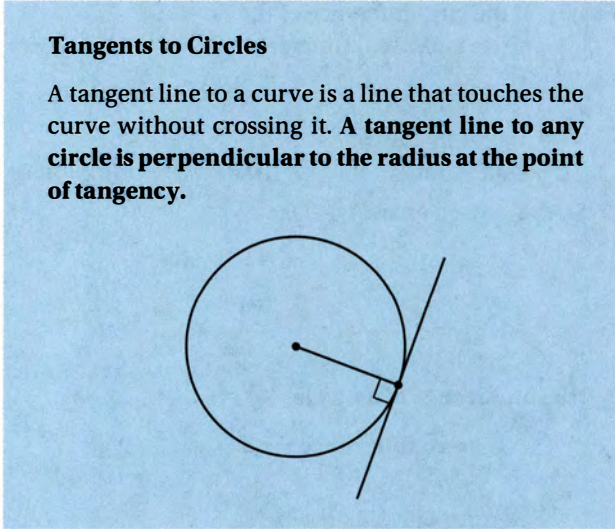 Tangents to Circles
A tangent line to a curve is a line that touches the
curve without crossing it. A tangent line to any
circle is perpendicular to the radius at the point
of tangency.